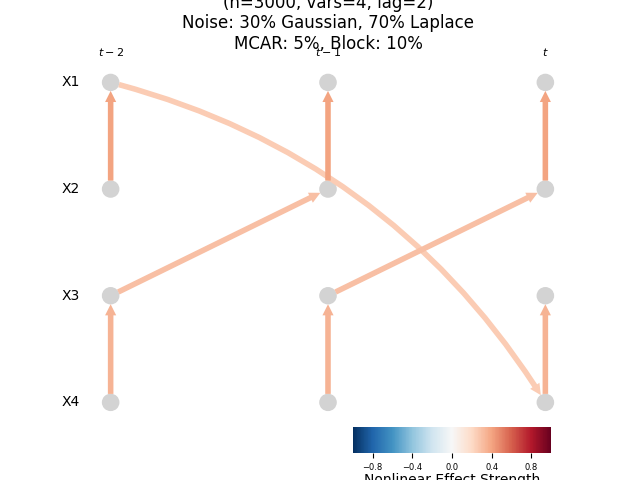 (n=3000, vars=4, lag=2)
Noise: 30% Gaussian, 70% Laplace
MCAR: 5%, Block: 10%
t − 2 t − 1 t
X1
X2
X3
X4
−0.8 −0.4 0.0 0.4 0.8
Nonlinear Effect Strength